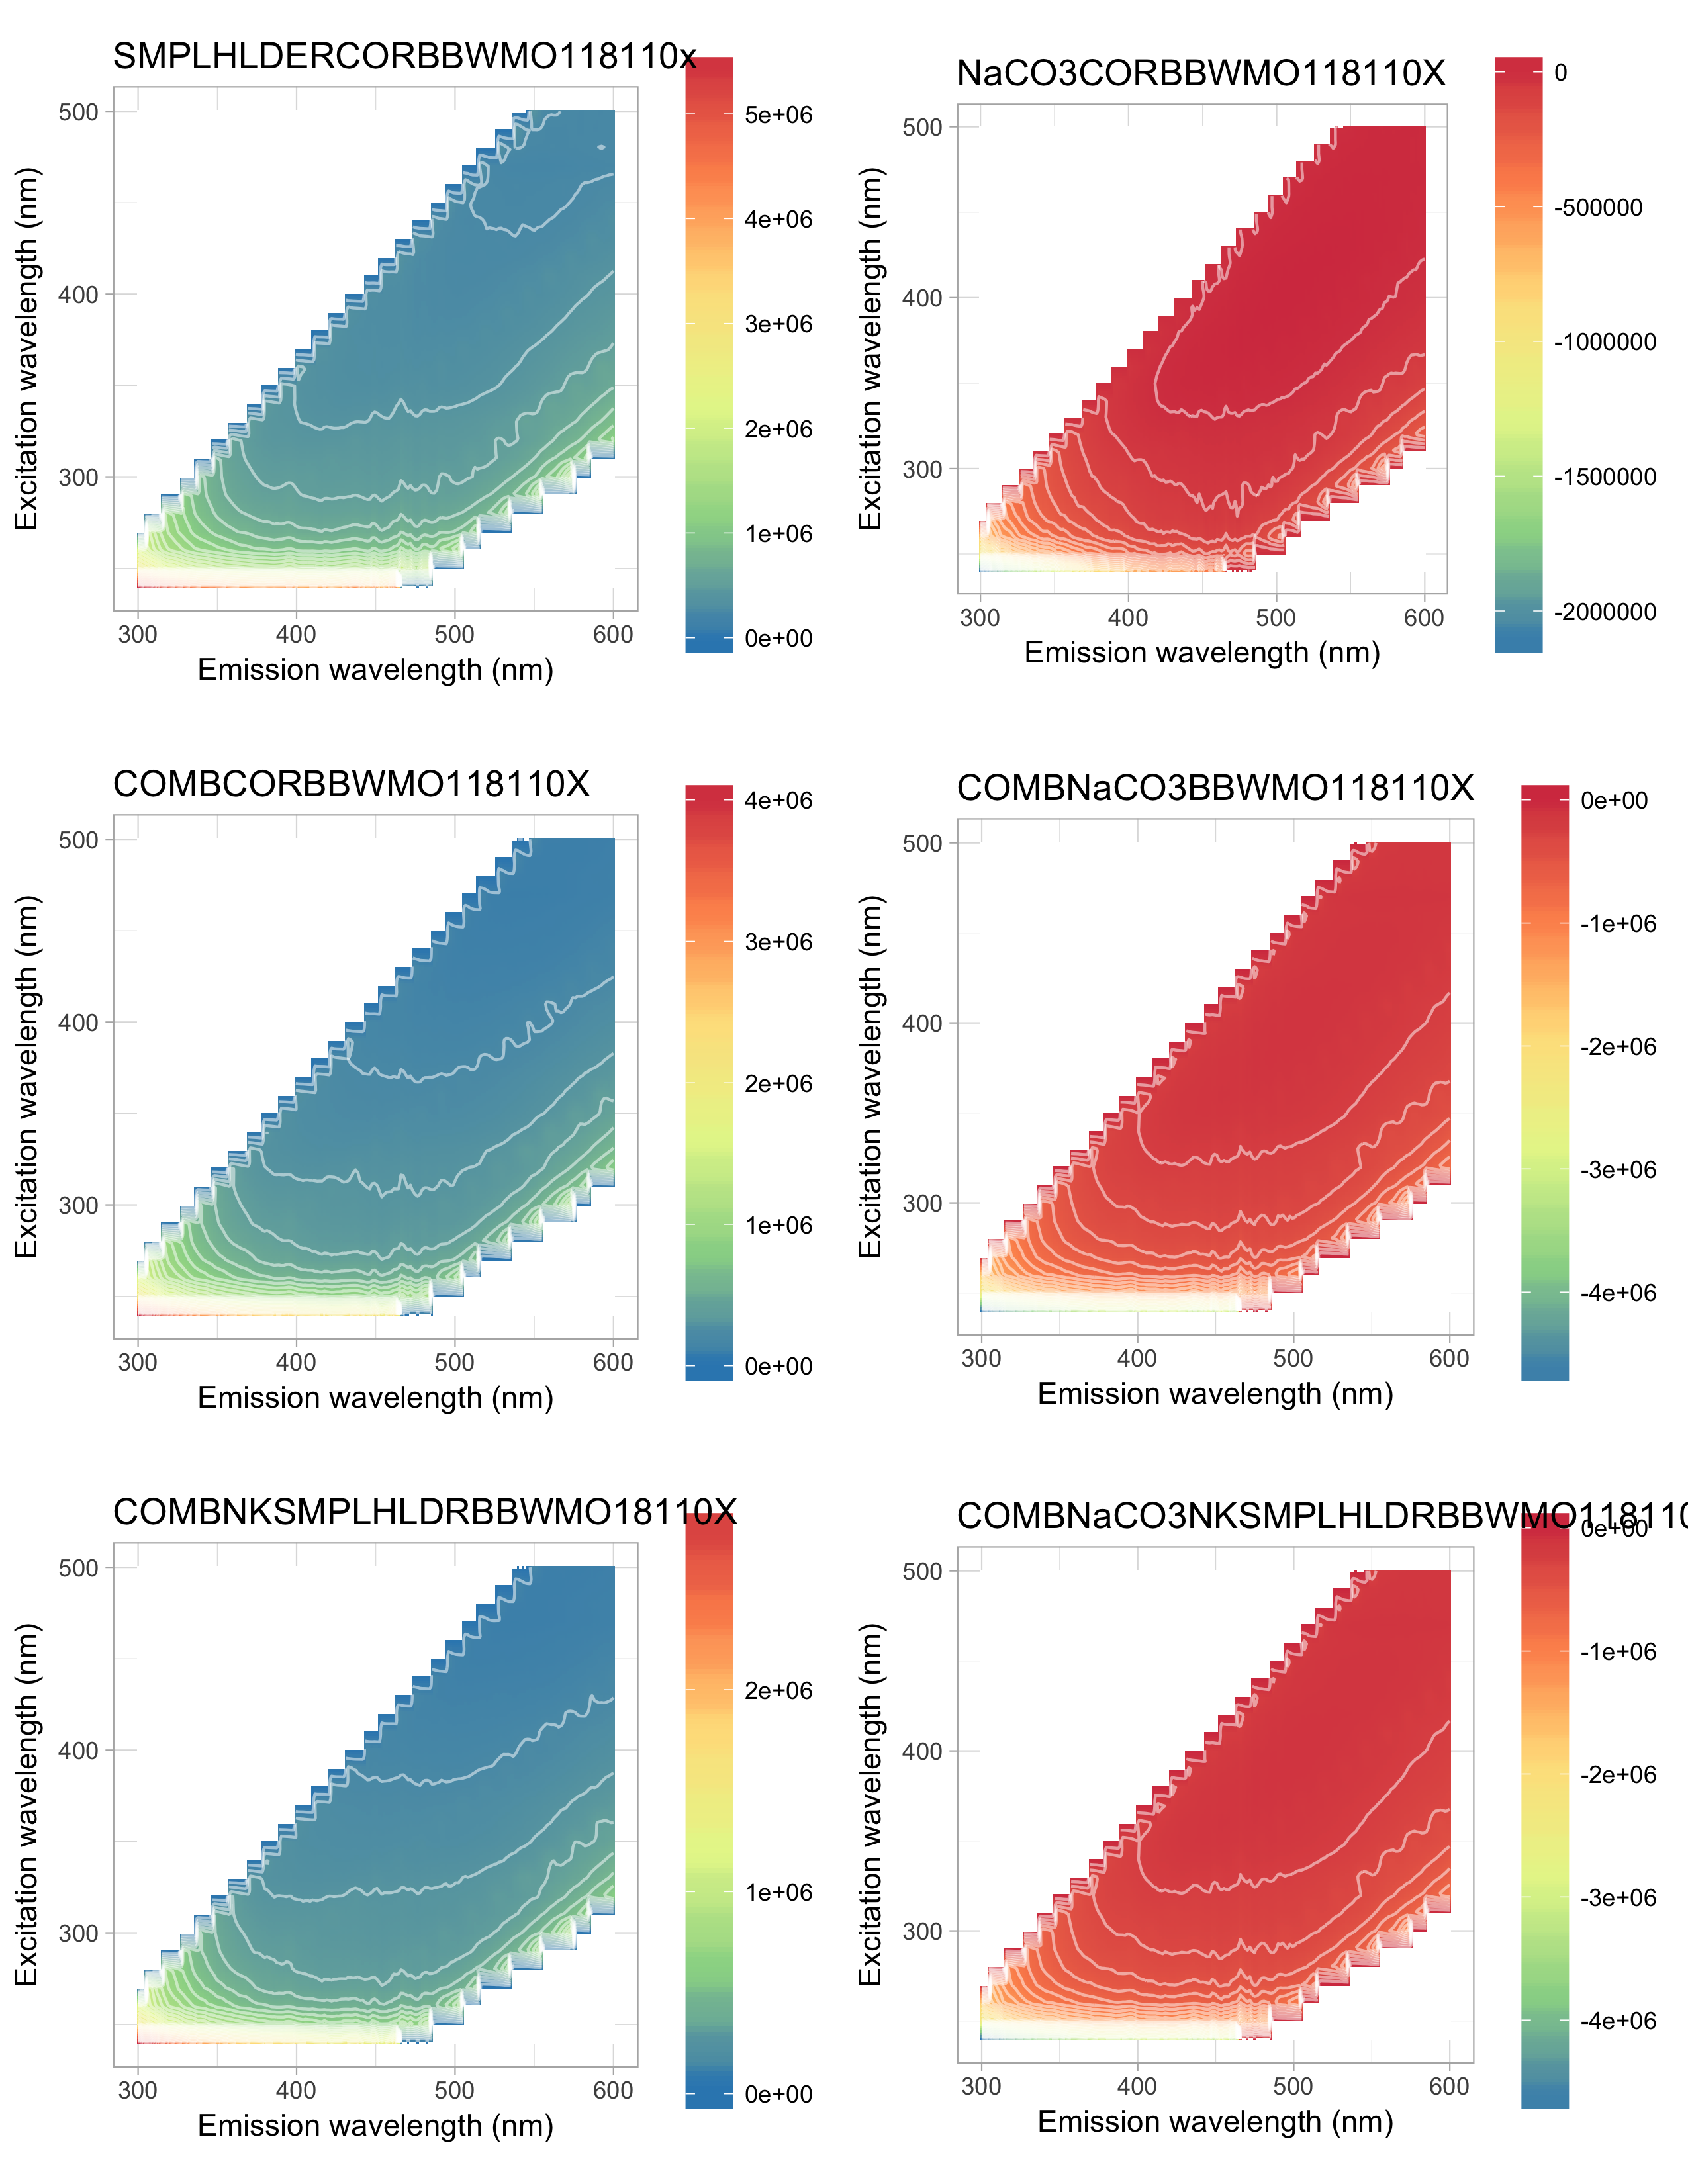 SMPLHLDERCORBBWMO118110x
Excitation wavelength (nm)
500
400
300
300 400 500 600
Emission wavelength (nm)
5e+06
4e+06
3e+06
2e+06
1e+06
0e+00
NaCO3CORBBWMO118110X
Excitation wavelength (nm)
500
400
300
300 400 500 600
Emission wavelength (nm)
0
-500000
-1000000
-1500000
-2000000
COMBCORBBWMO118110X
Excitation wavelength (nm)
500
400
300
300 400 500 600
Emission wavelength (nm)
4e+06
3e+06
2e+06
1e+06
0e+00
COMBNaCO3BBWMO118110X
Excitation wavelength (nm)
500
400
300
300 400 500 600
Emission wavelength (nm)
0e+00
-1e+06
-2e+06
-3e+06
-4e+06
COMBNKSMPLHLDRBBWMO18110X
Excitation wavelength (nm)
500
400
300
300 400 500 600
Emission wavelength (nm)
2e+06
1e+06
0e+00
COMBNaCO3NKSMPLHLDRBBWMO118110
Excitation wavelength (nm)
500
400
300
300 400 500 600
Emission wavelength (nm)
0e+00
-1e+06
-2e+06
-3e+06
-4e+06